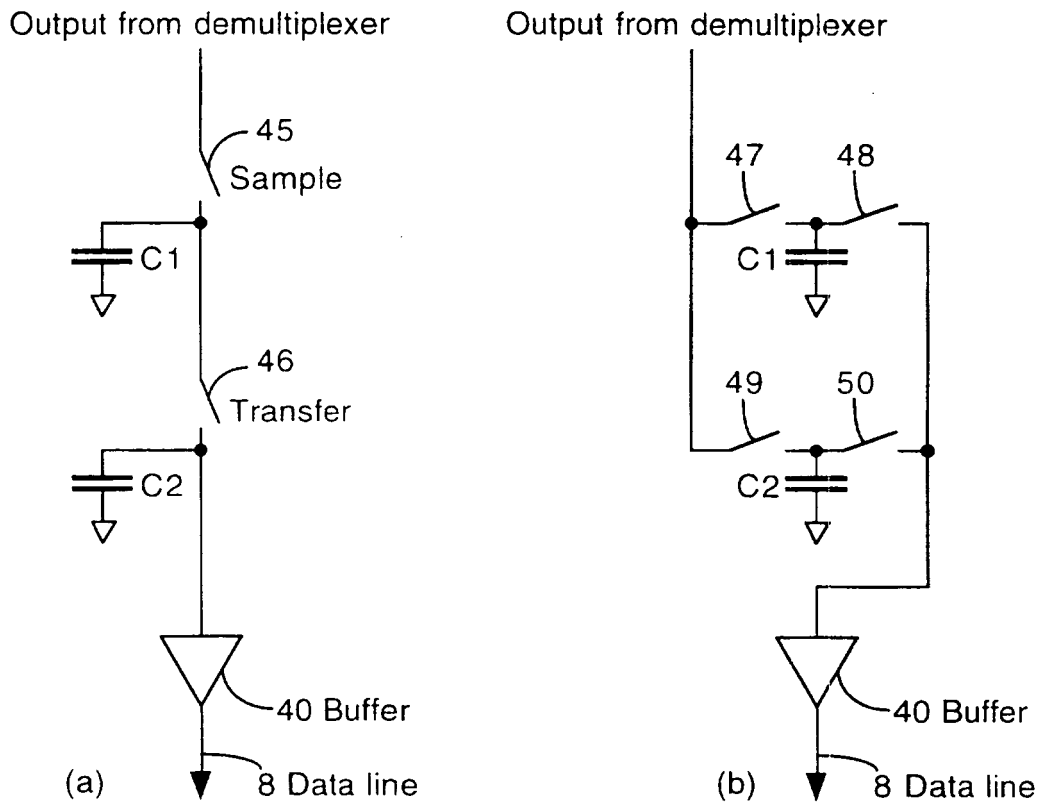 Output from demultiplexer
45
Sample
C1
46
Transfer
C2
40 Buffer
(a)
8 Data line
Output from demultiplexer
47
48
C1
49
50
C2
40 Buffer
(b)
8 Data line